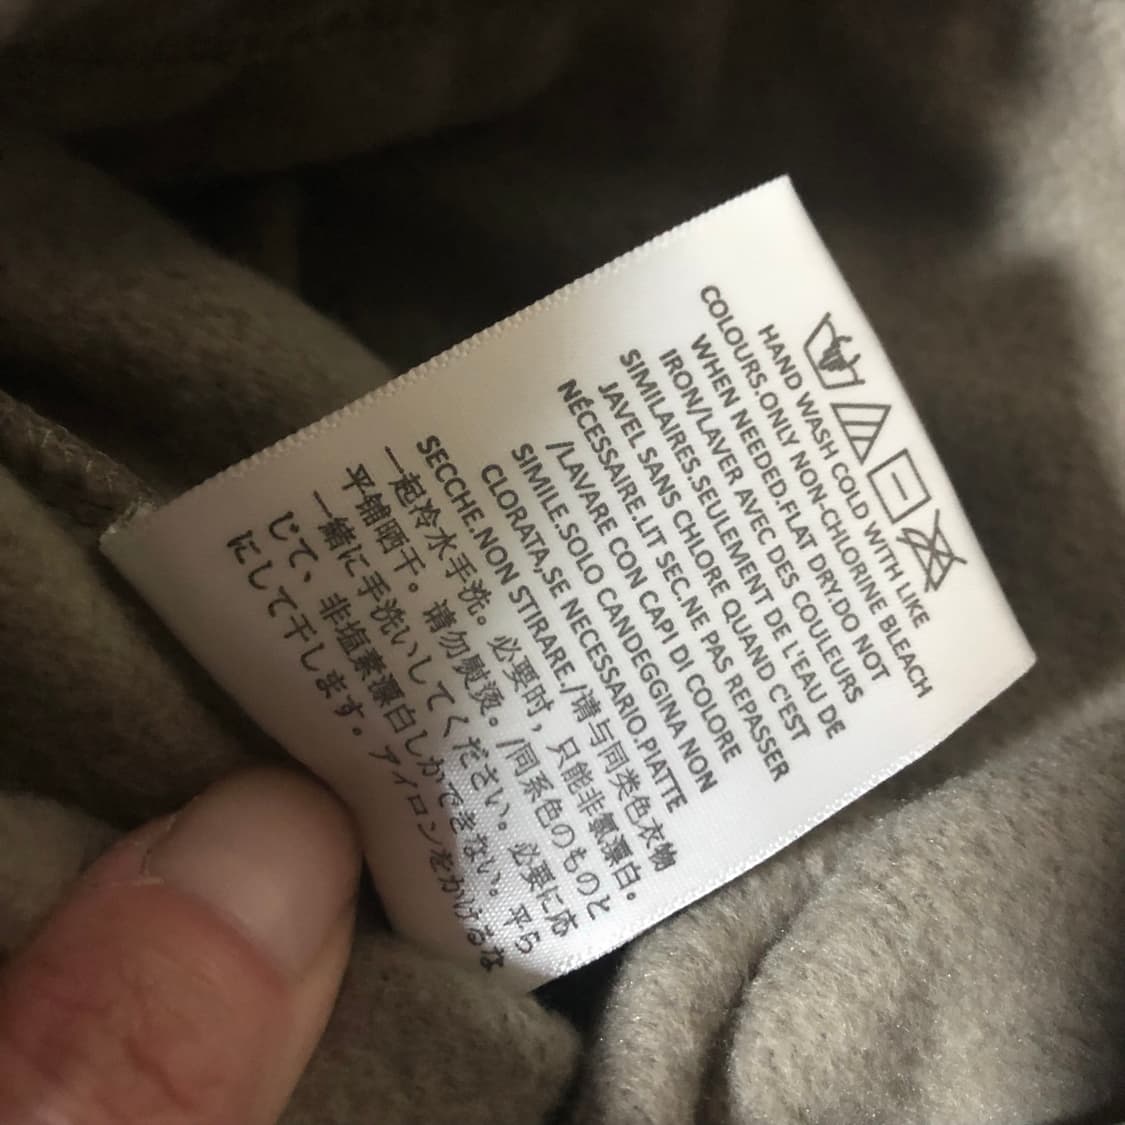 HAND WASH COLD WITH LIKE
COLOURS.ONLY NON-CHLORINE BLEACH
WHEN NEEDED.FLAT DRY.DO NOT
IRON/LAVER AVEC DES COULEURS
SIMILAIRES.SEULEMENT DE L'EAU DE
JAVEL SANS CHLORE QUAND C'EST
NÉCESSAIRE.LIT SEC.NE PAS REPASSER
/LAVARE CON CAPI DI COLORE
SIMILE.SOLO CANDEGGINA NON
CLORATA,SE NECESSARIO.PIATTE
SECCHE.NON STIRARE./请与同类色衣物
一起冷水手洗。必要时，只能非氯漂白。
平铺晒干。请勿熨烫。/同系色のものと
一緒に手洗いしてください。必要に応
じて、非塩素漂白しかできない。平ら
にして干します。アイロンをかけるな